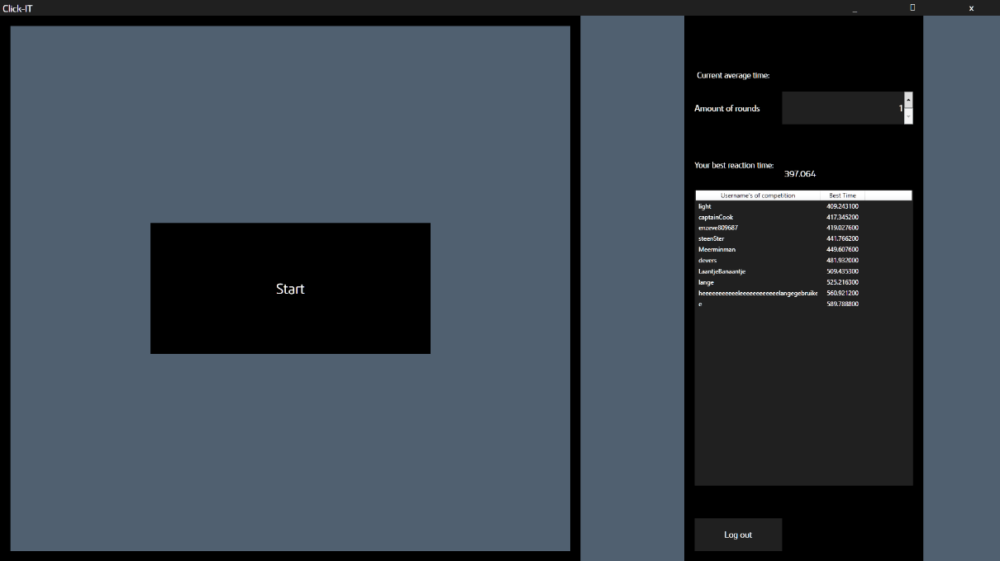 Click-IT
_ x
Current average time:
Amount of rounds 1
Your best reaction time:
397.064
Username's of competition Best Time
light 409.243100
captainCook 417.345200
enzeve809687 419.027600
steenSter 441.766200
Meerminman 449.607600
devers 481.932000
LaantjeBanaantje 509.435300
lange 525.216300
heeeeeeeeeeleeeeeeeeeeelangegebruike 560.921200
e 589.788800
Start
Log out